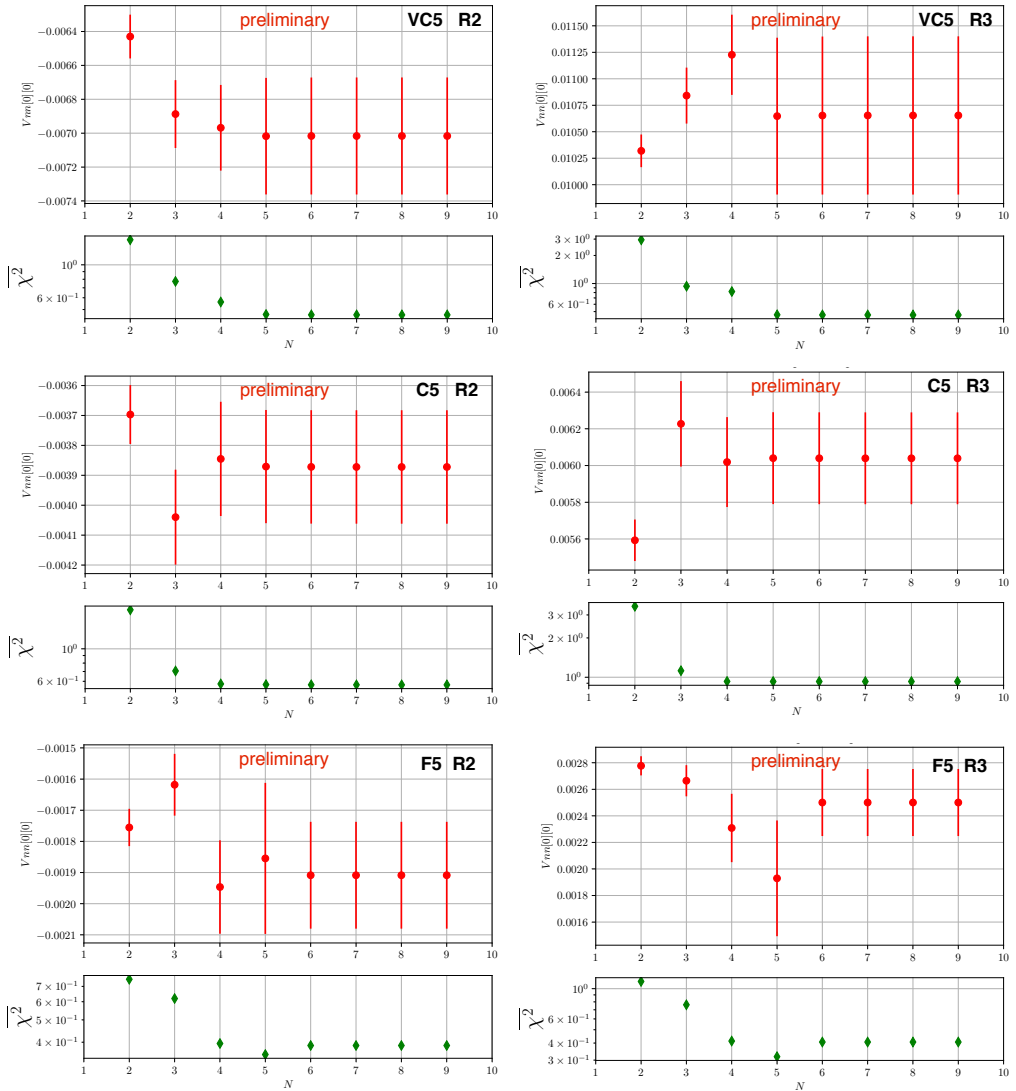 preliminary VC5 R2
−0.0064
−0.0066
−0.0068
−0.0070
−0.0072
−0.0074
Vnn[0][0]
1 2 3 4 5 6 7 8 9 10
10⁰
6 × 10⁻¹
χ²
1 2 3 4 5 6 7 8 9 10
N
preliminary VC5 R3
0.01150
0.01125
0.01100
0.01075
0.01050
0.01025
0.01000
Vnn[0][0]
1 2 3 4 5 6 7 8 9 10
3 × 10⁰
2 × 10⁰
10⁰
6 × 10⁻¹
χ²
1 2 3 4 5 6 7 8 9 10
N
preliminary C5 R2
−0.0036
−0.0037
−0.0038
−0.0039
−0.0040
−0.0041
−0.0042
Vnn[0][0]
1 2 3 4 5 6 7 8 9 10
10⁰
6 × 10⁻¹
χ²
1 2 3 4 5 6 7 8 9 10
N
preliminary C5 R3
0.0064
0.0062
0.0060
0.0058
0.0056
Vnn[0][0]
1 2 3 4 5 6 7 8 9 10
3 × 10⁰
2 × 10⁰
10⁰
χ²
1 2 3 4 5 6 7 8 9 10
N
preliminary F5 R2
−0.0015
−0.0016
−0.0017
−0.0018
−0.0019
−0.0020
−0.0021
Vnn[0][0]
1 2 3 4 5 6 7 8 9 10
7 × 10⁻¹
6 × 10⁻¹
5 × 10⁻¹
4 × 10⁻¹
χ²
1 2 3 4 5 6 7 8 9 10
N
preliminary F5 R3
0.0028
0.0026
0.0024
0.0022
0.0020
0.0018
0.0016
Vnn[0][0]
1 2 3 4 5 6 7 8 9 10
10⁰
6 × 10⁻¹
4 × 10⁻¹
3 × 10⁻¹
χ²
1 2 3 4 5 6 7 8 9 10
N